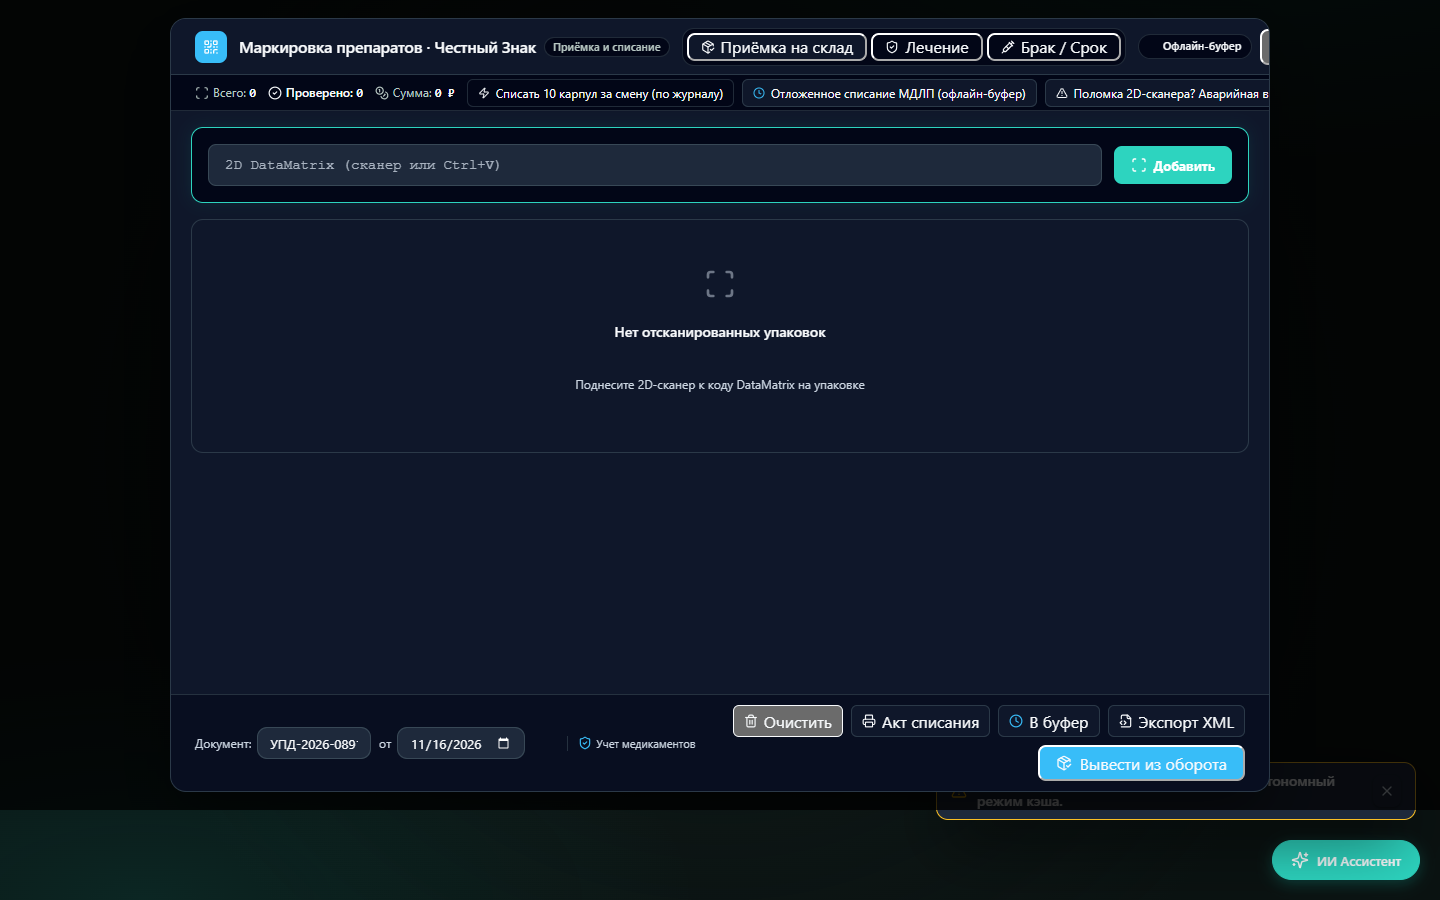 Маркировка препаратов · Честный Знак
Приёмка и списание
Приёмка на склад
Лечение
Брак / Срок
Офлайн-буфер
Всего: 0
Проверено: 0
Сумма: 0 ₽
Списать 10 карпул за смену (по журналу)
Отложенное списание МДЛП (офлайн-буфер)
Поломка 2D-сканера? Аварийная в
2D DataMatrix (сканер или Ctrl+V)
Добавить
Нет отсканированных упаковок
Поднесите 2D-сканер к коду DataMatrix на упаковке
Документ:
УПД-2026-089
от
11/16/2026
Учет медикаментов
Очистить
Акт списания
В буфер
Экспорт XML
Вывести из оборота
тономный
режим кэша.
ИИ Ассистент